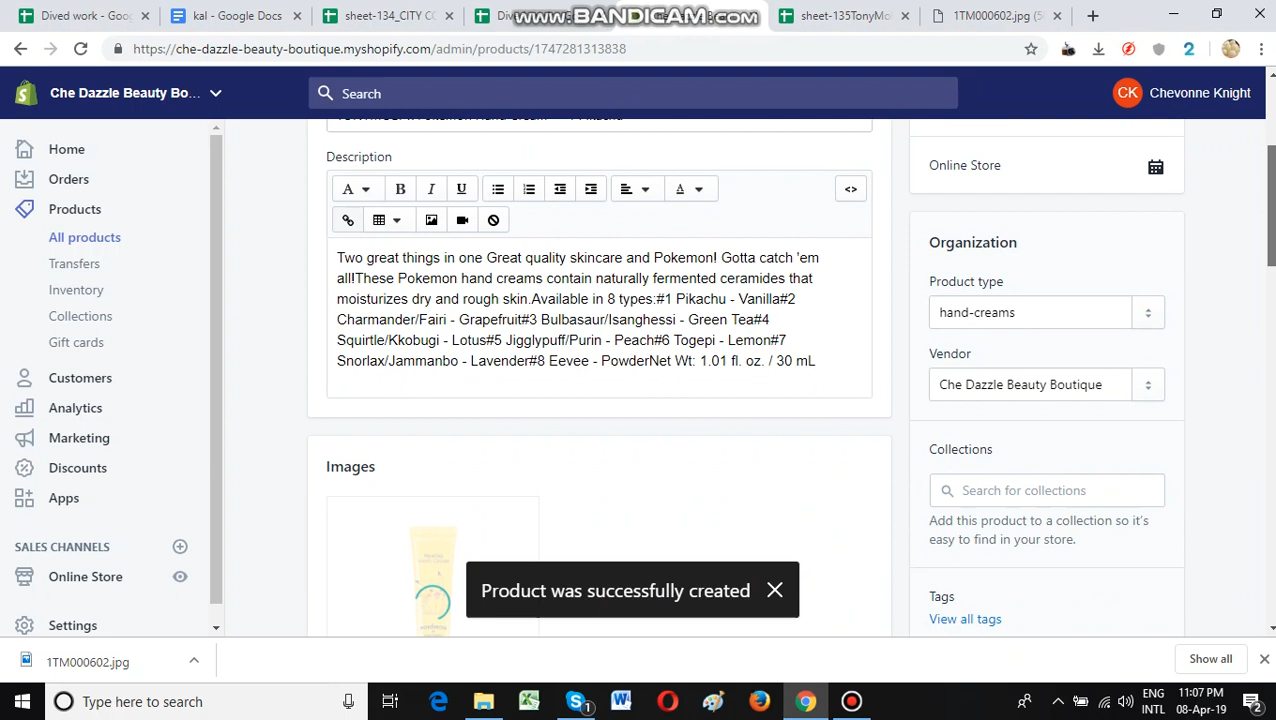 Dived work - Goog
kal - Google Docs
sheet-134_CITY CO
Dive
www.BANDICAM.com
sheet-135TonyMol
1TM000602.jpg (5
https://che-dazzle-beauty-boutique.myshopify.com/admin/products/1747281313838
2
Che Dazzle Beauty Bo...
Search
CK
Chevonne Knight
Home
Orders
Products
All products
Transfers
Inventory
Collections
Gift cards
Customers
Analytics
Marketing
Discounts
Apps
SALES CHANNELS
Online Store
Settings
Description
A
B
I
U
A
<>
Two great things in one Great quality skincare and Pokemon! Gotta catch 'em
all!These Pokemon hand creams contain naturally fermented ceramides that
moisturizes dry and rough skin.Available in 8 types:#1 Pikachu - Vanilla#2
Charmander/Fairi - Grapefruit#3 Bulbasaur/Isanghessi - Green Tea#4
Squirtle/Kkobugi - Lotus#5 Jigglypuff/Purin - Peach#6 Togepi - Lemon#7
Snorlax/Jammanbo - Lavender#8 Eevee - PowderNet Wt: 1.01 fl. oz. / 30 mL
Images
Product was successfully created
Online Store
Organization
Product type
hand-creams
Vendor
Che Dazzle Beauty Boutique
Collections
Search for collections
Add this product to a collection so it's
easy to find in your store.
Tags
View all tags
1TM000602.jpg
Show all
Type here to search
1
ENG
INTL
11:07 PM
08-Apr-19
2